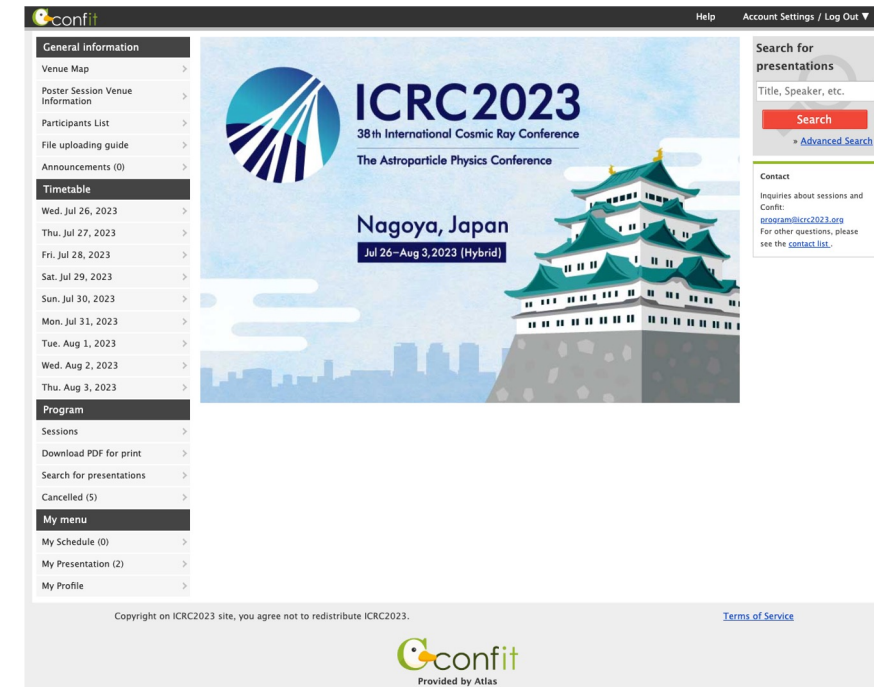 confit
Help
Account Settings / Log Out ▼
General information
Venue Map
Poster Session Venue
Information
Participants List
File uploading guide
Announcements (0)
Timetable
Wed. Jul 26, 2023
Thu. Jul 27, 2023
Fri. Jul 28, 2023
Sat. Jul 29, 2023
Sun. Jul 30, 2023
Mon. Jul 31, 2023
Tue. Aug 1, 2023
Wed. Aug 2, 2023
Thu. Aug 3, 2023
Program
Sessions
Download PDF for print
Search for presentations
Cancelled (5)
My menu
My Schedule (0)
My Presentation (2)
My Profile
ICRC2023
38th International Cosmic Ray Conference
The Astroparticle Physics Conference
Nagoya, Japan
Jul 26–Aug 3,2023 (Hybrid)
Search for
presentations
Title, Speaker, etc.
Search
» Advanced Search
Contact
Inquiries about sessions and
Confit:
program@icrc2023.org
For other questions, please
see the contact list .
Copyright on ICRC2023 site, you agree not to redistribute ICRC2023.
Terms of Service
confit
Provided by Atlas